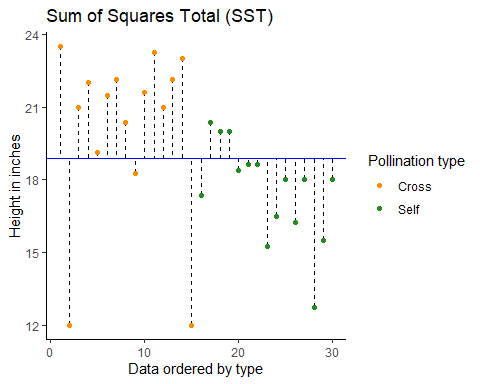 Sum of Squares Total (SST)
24
21
18
15
12
Height in inches
0
10
20
30
Data ordered by type
Pollination type
Cross
Self